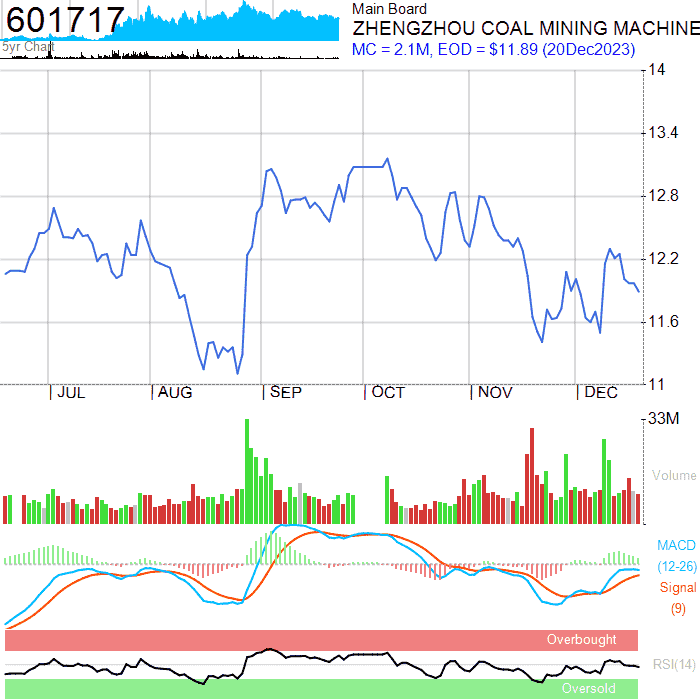 601717
5yr Chart
Main Board
ZHENGZHOU COAL MINING MACHINE
MC = 2.1M, EOD = $11.89 (20Dec2023)
14
13.4
12.8
12.2
11.6
11
JUL AUG SEP OCT NOV DEC
33M
Volume
MACD
(12-26)
Signal
(9)
Overbought
RSI(14)
Oversold